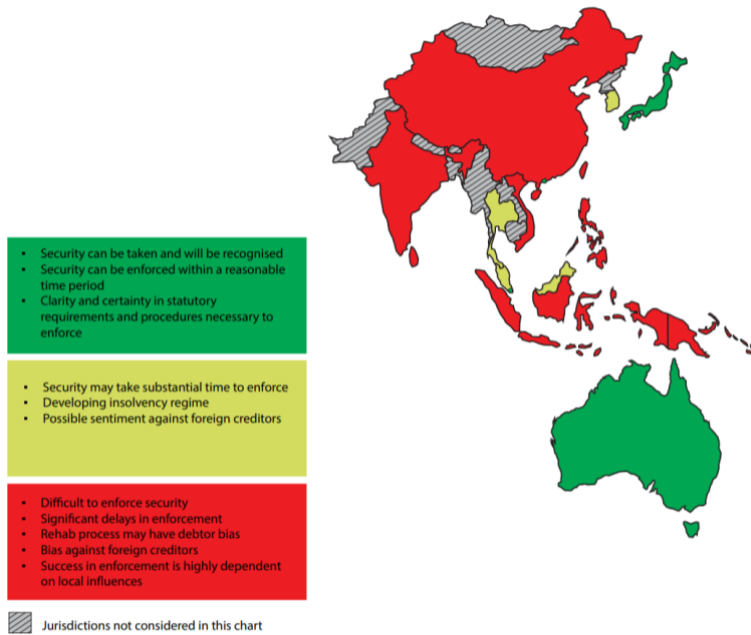 ▪ Security can be taken and will be recognised
▪ Security can be enforced within a reasonable
time period
▪ Clarity and certainty in statutory
requirements and procedures necessary to
enforce
▪ Security may take substantial time to enforce
▪ Developing insolvency regime
▪ Possible sentiment against foreign creditors
▪ Difficult to enforce security
▪ Significant delays in enforcement
▪ Rehab process may have debtor bias
▪ Bias against foreign creditors
▪ Success in enforcement is highly dependent
on local influences
Jurisdictions not considered in this chart